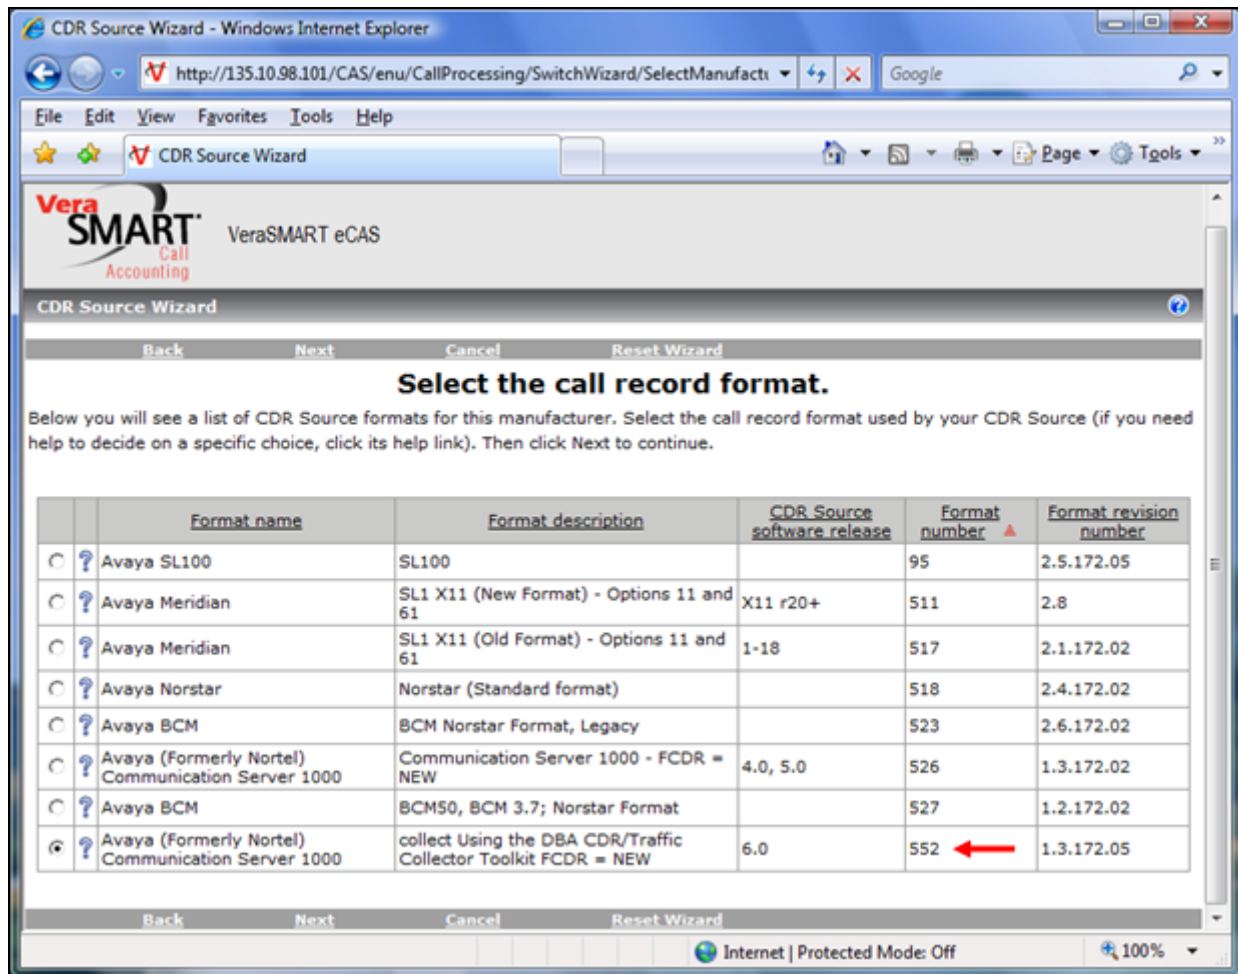 CDR Source Wizard - Windows Internet Explorer
http://135.10.98.101/CAS/enu/CallProcessing/SwitchWizard/SelectManufactu
Google
File Edit View Favorites Tools Help
CDR Source Wizard
Page Tools
Vera
SMART
Call
Accounting
VeraSMART eCAS
CDR Source Wizard
Back Next Cancel Reset Wizard
Select the call record format.
Below you will see a list of CDR Source formats for this manufacturer. Select the call record format used by your CDR Source (if you need
help to decide on a specific choice, click its help link). Then click Next to continue.
Format name Format description CDR Source software release Format number Format revision number
Avaya SL100 SL100 95 2.5.172.05
Avaya Meridian SL1 X11 (New Format) - Options 11 and 61 X11 r20+ 511 2.8
Avaya Meridian SL1 X11 (Old Format) - Options 11 and 61 1-18 517 2.1.172.02
Avaya Norstar Norstar (Standard format) 518 2.4.172.02
Avaya BCM BCM Norstar Format, Legacy 523 2.6.172.02
Avaya (Formerly Nortel) Communication Server 1000 Communication Server 1000 - FCDR = NEW 4.0, 5.0 526 1.3.172.02
Avaya BCM BCM50, BCM 3.7; Norstar Format 527 1.2.172.02
Avaya (Formerly Nortel) Communication Server 1000 collect Using the DBA CDR/Traffic Collector Toolkit FCDR = NEW 6.0 552 1.3.172.05
Back Next Cancel Reset Wizard
Internet | Protected Mode: Off 100%